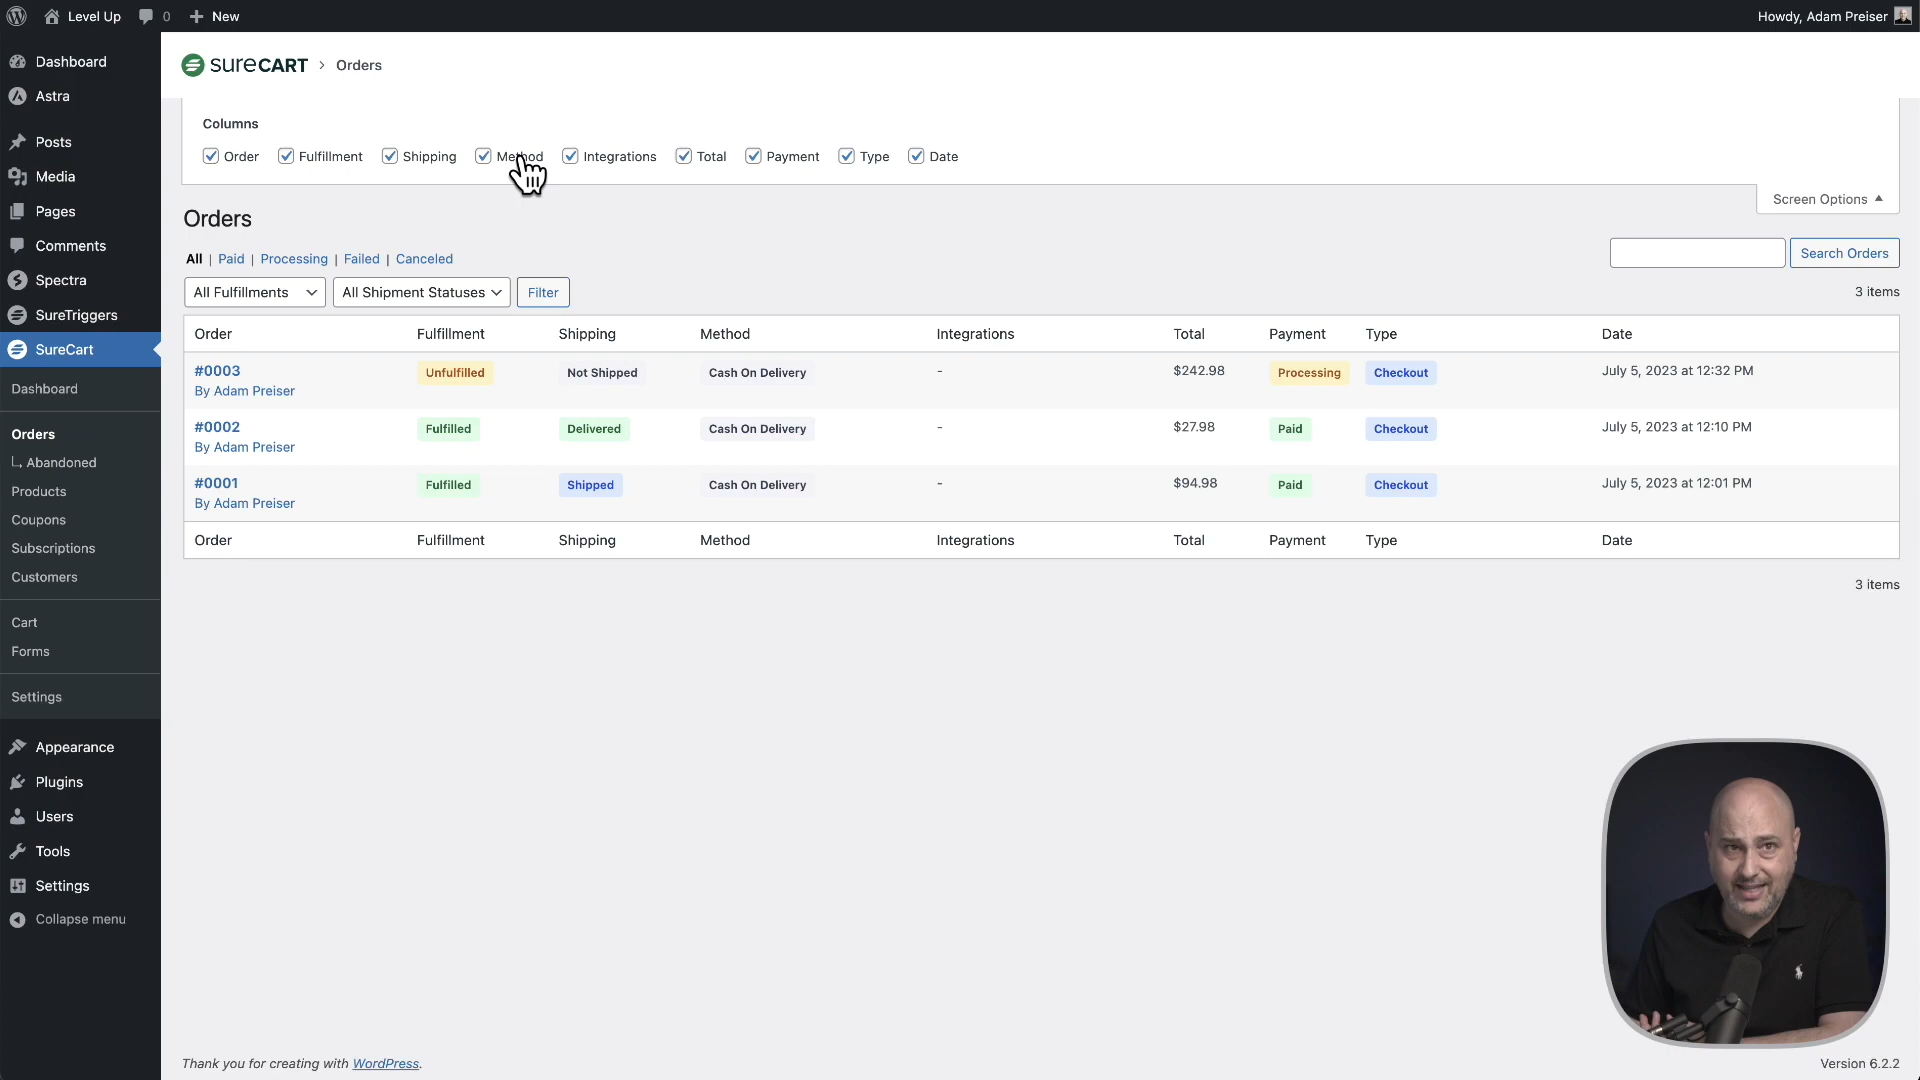 Level Up 0 New Howdy, Adam Preiser
Dashboard
Astra
Posts
Media
Pages
Comments
Spectra
SureTriggers
SureCart
Dashboard
Orders
Abandoned
Products
Coupons
Subscriptions
Customers
Cart
Forms
Settings
Appearance
Plugins
Users
Tools
Settings
Collapse menu
SURECART > Orders
Columns
Order Fulfillment Shipping Method Integrations Total Payment Type Date
Screen Options
Orders
All | Paid | Processing | Failed | Canceled
Search Orders
All Fulfillments All Shipment Statuses Filter
3 items
Order Fulfillment Shipping Method Integrations Total Payment Type Date
#0003 Unfulfilled Not Shipped Cash On Delivery - $242.98 Processing Checkout July 5, 2023 at 12:32 PM
By Adam Preiser
#0002 Fulfilled Delivered Cash On Delivery - $27.98 Paid Checkout July 5, 2023 at 12:10 PM
By Adam Preiser
#0001 Fulfilled Shipped Cash On Delivery - $94.98 Paid Checkout July 5, 2023 at 12:01 PM
By Adam Preiser
Order Fulfillment Shipping Method Integrations Total Payment Type Date
3 items
Thank you for creating with WordPress.
Version 6.2.2